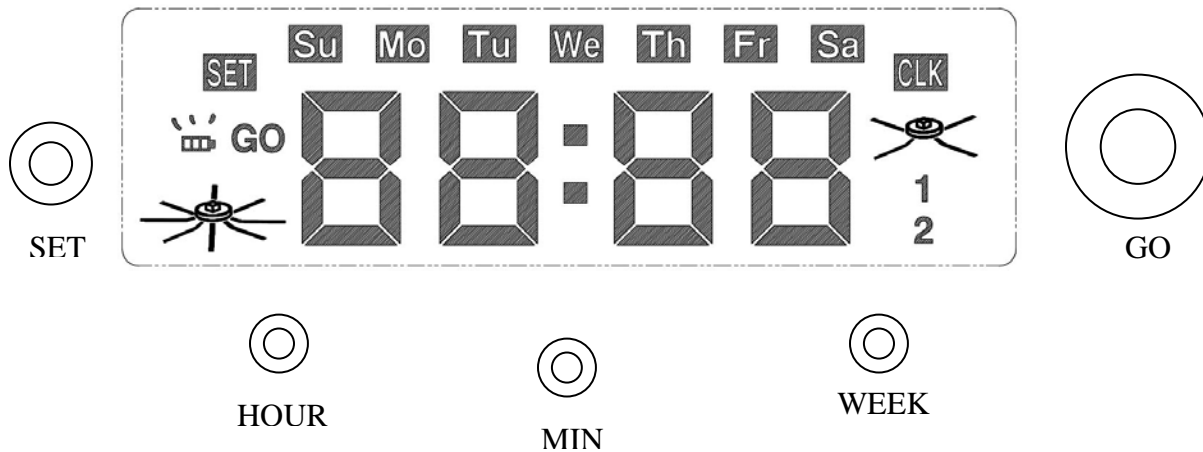 Su Mo Tu We Th Fr Sa
SET
CLK
GO
88:88
1
2
SET
GO
HOUR
MIN
WEEK